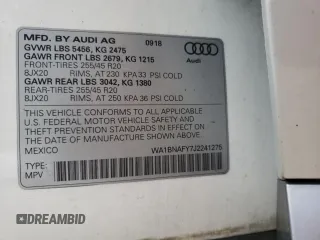 MFD. BY AUDI AG 0918
GVWR LBS 5456, KG 2475
GAWR FRONT LBS 2679, KG 1215
FRONT-TIRES 255/45 R20
8JX20 RIMS, AT 230 KPA 33 PSI COLD
GAWR REAR LBS 3042, KG 1380
REAR-TIRES 255/45 R20
8JX20 RIMS, AT 250 KPA 36 PSI COLD
Audi
THIS VEHICLE CONFORMS TO ALL APPLICABLE
U.S. FEDERAL MOTOR VEHICLE SAFETY AND
THEFT PREVENTION STANDARDS IN EFFECT ON
THE DATE OF MANUFACTURE SHOWN ABOVE.
MEXICO
WA1BNAFY7J2241275
TYPE:
MPV
DREAMBID